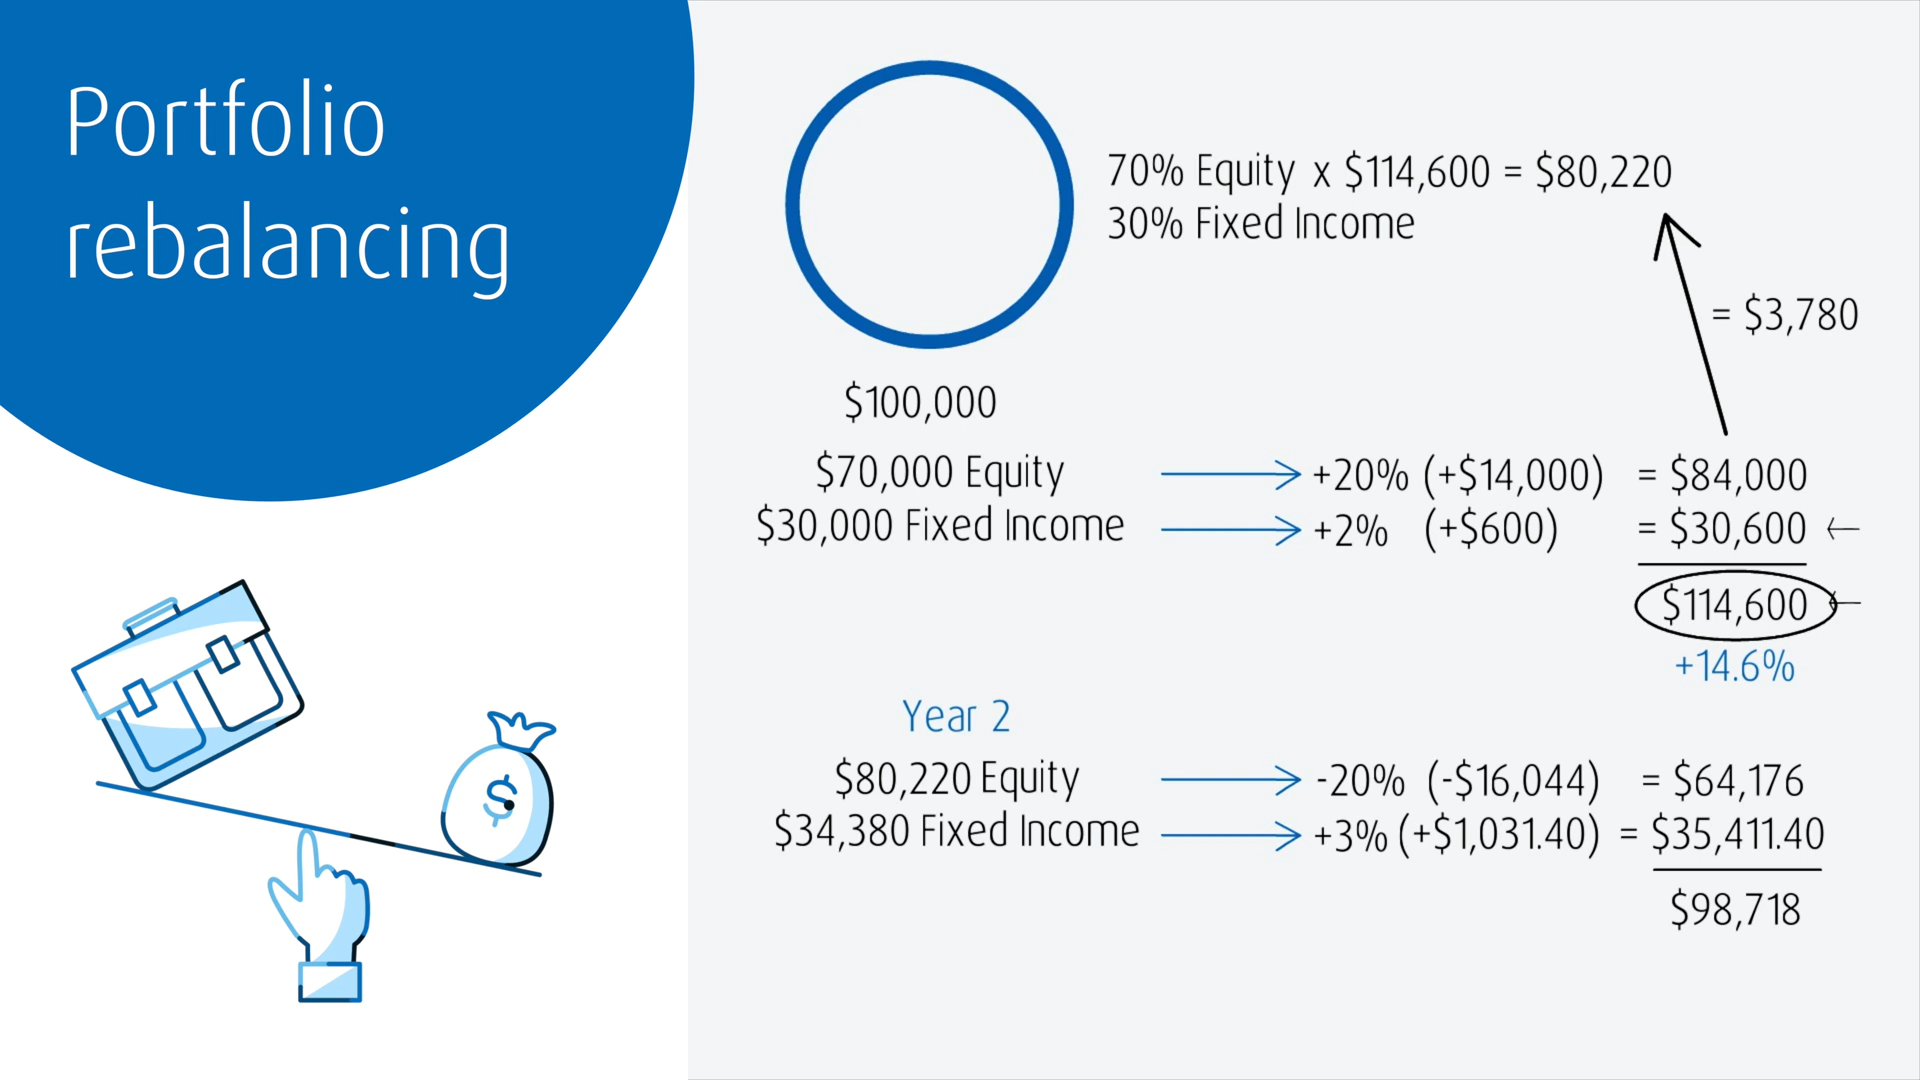 Portfolio
rebalancing
70% Equity x $114,600 = $80,220
30% Fixed Income
= $3,780
$100,000
$70,000 Equity → +20% (+$14,000) = $84,000
$30,000 Fixed Income → +2% (+$600) = $30,600 ←
$114,600 ←
+14.6%
Year 2
$80,220 Equity → -20% (-$16,044) = $64,176
$34,380 Fixed Income → +3% (+$1,031.40) = $35,411.40
$98,718
$